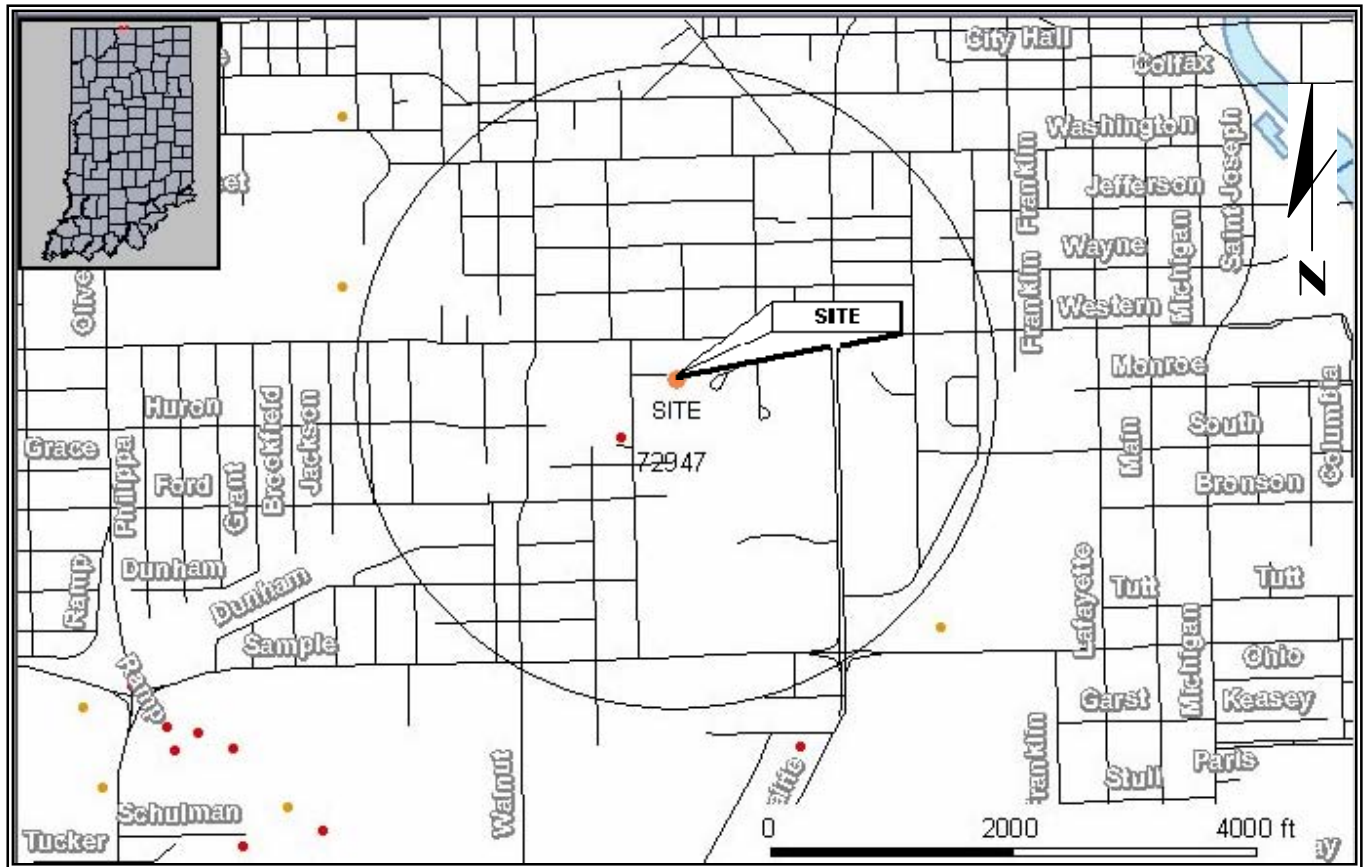 City Hall
Colfax
Washington
Saint Joseph
Franklin
Jefferson
Michigan
Wayne
Franklin
Western
Olive
SITE
N
Monroe
SITE
Huron
Brookfield
Jackson
Columbia
South
Main
Grace
72947
Philippa
Ford
Grant
Bronson
Dunham
Ramp
Dunham
Lafayette
Tutt
Tutt
Sample
Michigan
Ohio
Ramp
Garst
Keasey
Walnut
Paris
Stull
Schulman
0 2000 4000 ft
Tucker